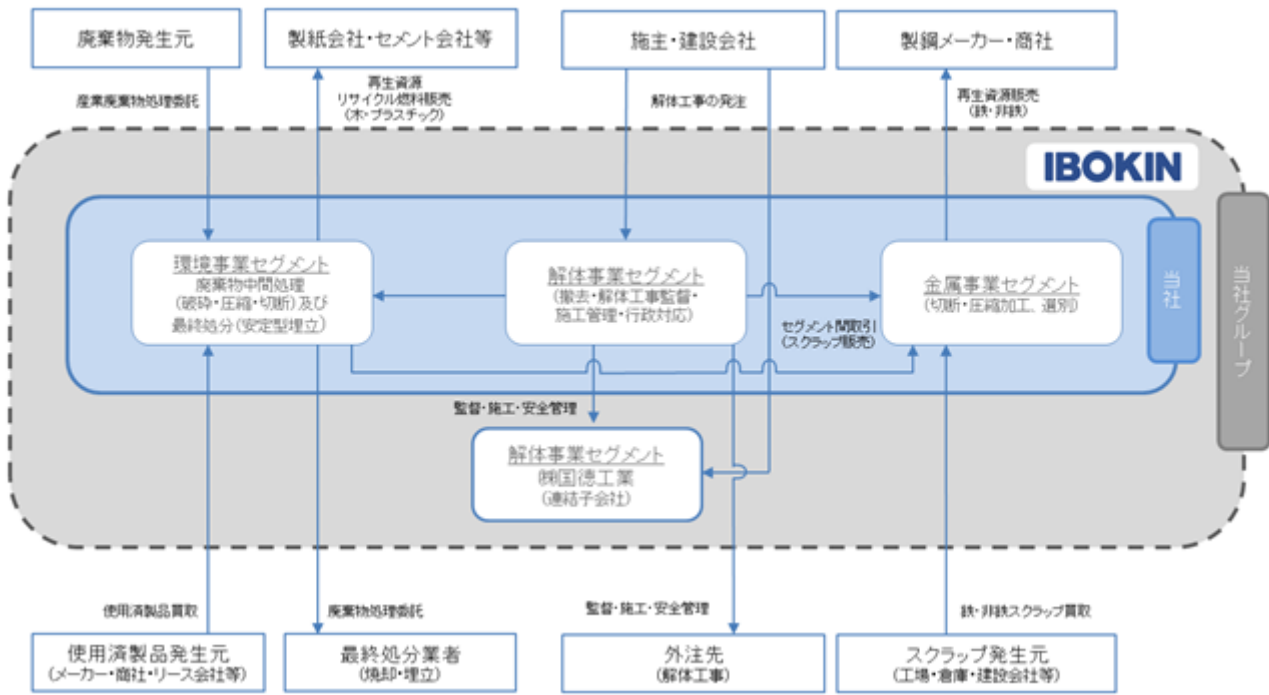 廃棄物発生元
製紙会社・セメント会社等
施主・建設会社
製鋼メーカー・商社
産業廃棄物処理委託
再生資源
リサイクル燃料販売
(木・プラスチック)
解体工事の発注
再生資源販売
(鉄・非鉄)
IBOKIN
環境事業セグメント
廃棄物中間処理
(破砕・圧縮・切断)及び
最終処分(安定型埋立)
解体事業セグメント
(撤去・解体工事監督・
施工管理・行政対応)
金属事業セグメント
(切断・圧縮加工、選別)
当社
当社グループ
セグメント間取引
(スクラップ販売)
監督・施工・安全管理
解体事業セグメント
㈱国徳工業
(連結子会社)
使用済製品買取
廃棄物処理委託
監督・施工・安全管理
鉄・非鉄スクラップ買取
使用済製品発生元
(メーカー・商社・リース会社等)
最終処分業者
(焼却・埋立)
外注先
(解体工事)
スクラップ発生元
(工場・倉庫・建設会社等)